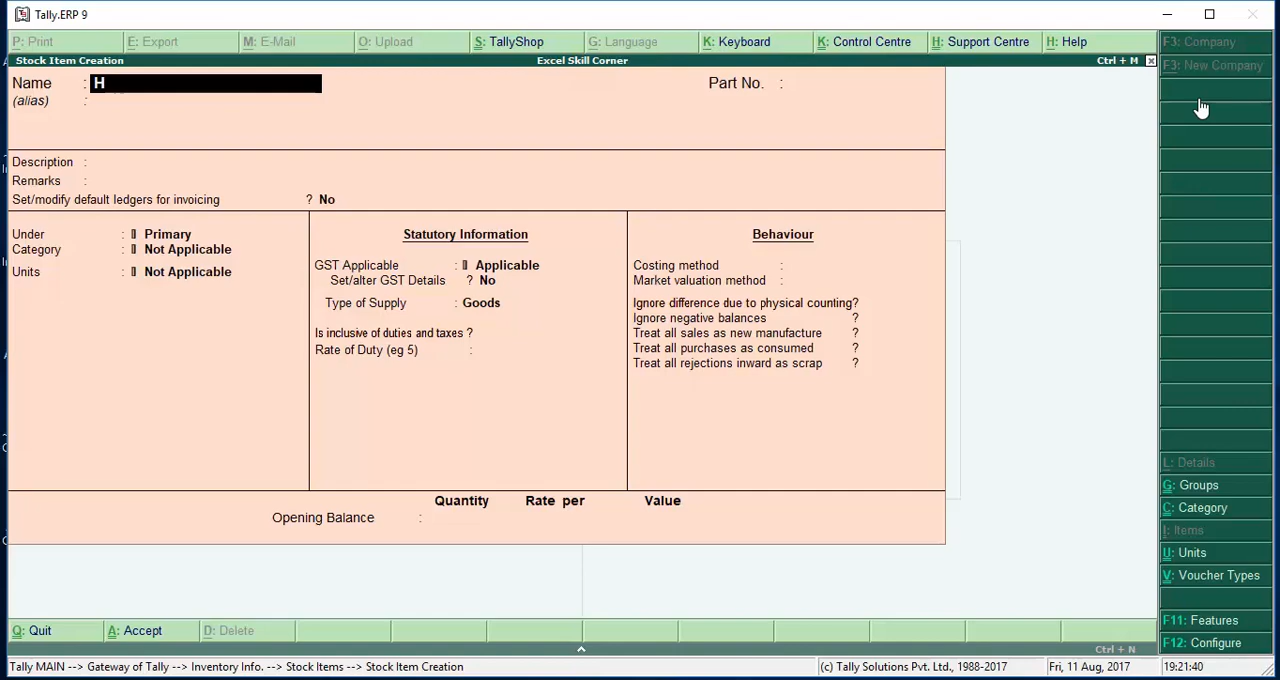 Tally.ERP 9
P: Print E: Export M: E-Mail O: Upload S: TallyShop G: Language K: Keyboard K: Control Centre H: Support Centre H: Help
F3: Company
F3: New Company
Stock Item Creation Excel Skill Corner Ctrl + M
Name : H Part No. :
(alias) :
Description :
Remarks :
Set/modify default ledgers for invoicing ? No
Under : Primary
Category : Not Applicable
Units : Not Applicable
Statutory Information
GST Applicable : Applicable
Set/alter GST Details ? No
Type of Supply : Goods
Is inclusive of duties and taxes ?
Rate of Duty (eg 5) :
Behaviour
Costing method :
Market valuation method :
Ignore difference due to physical counting?
Ignore negative balances ?
Treat all sales as new manufacture ?
Treat all purchases as consumed ?
Treat all rejections inward as scrap ?
Quantity Rate per Value
Opening Balance :
L: Details
G: Groups
C: Category
I: Items
U: Units
V: Voucher Types
F11: Features
F12: Configure
Q: Quit A: Accept D: Delete
Ctrl + N
Tally MAIN --> Gateway of Tally --> Inventory Info. --> Stock Items --> Stock Item Creation (c) Tally Solutions Pvt. Ltd., 1988-2017 Fri, 11 Aug, 2017 19:21:40